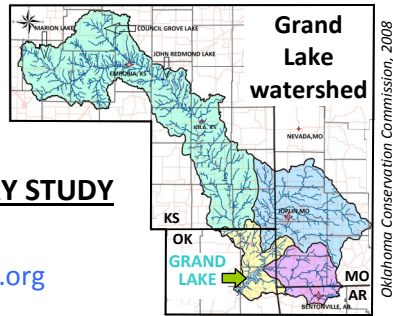 Grand
Lake
watershed
MARION LAKE
COUNCIL GROVE LAKE
JOHN REDMOND LAKE
EMPORIA, KS
NEVADA, MO
JOPLIN, MO
Y STUDY
KS
OK
GRAND
LAKE
.org
MO
AR
BENTONVILLE, AR
Oklahoma Conservation Commission, 2008